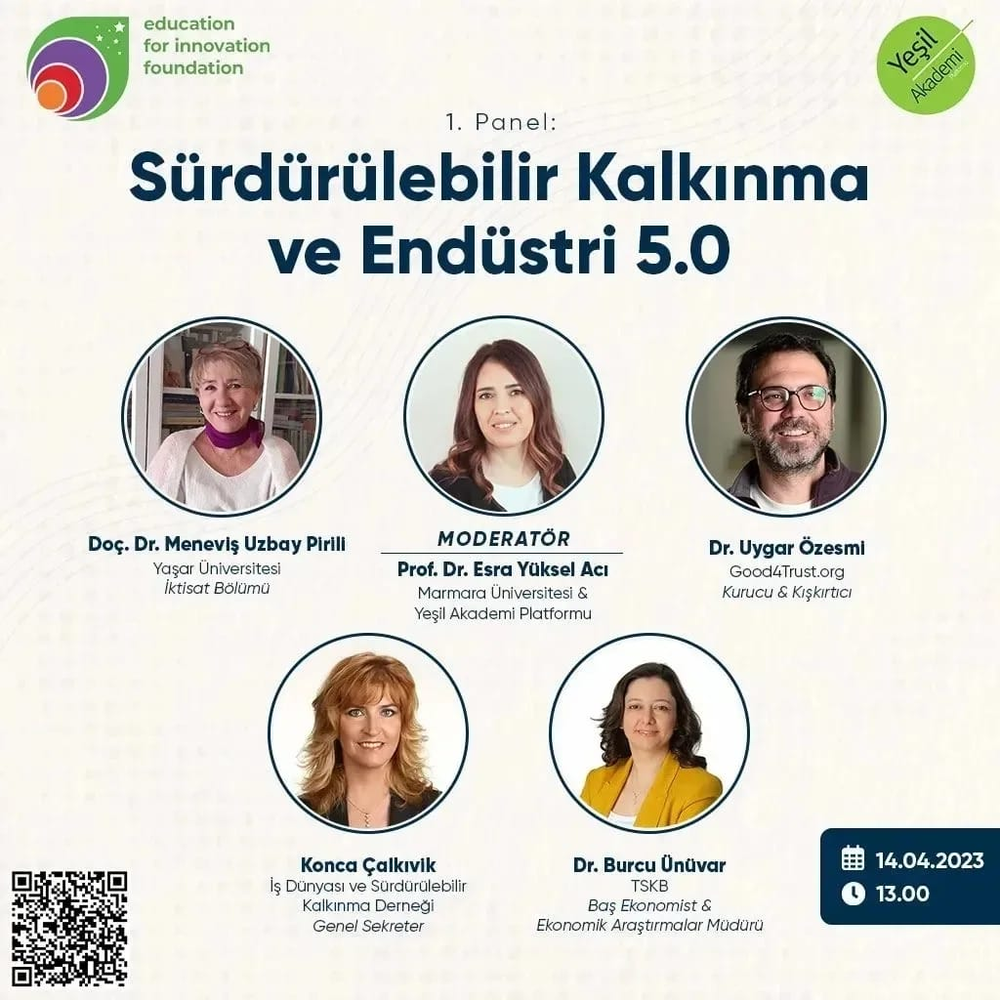 education
for innovation
foundation
Yeşil
Akademi
1. Panel:
Sürdürülebilir Kalkınma
ve Endüstri 5.0
Doç. Dr. Meneviş Uzbay Pirili
Yaşar Üniversitesi
İktisat Bölümü
MODERATÖR
Prof. Dr. Esra Yüksel Acı
Marmara Üniversitesi &
Yeşil Akademi Platformu
Dr. Uygar Özesmi
Good4Trust.org
Kurucu & Kışkırtıcı
Konca Çalkıvik
İş Dünyası ve Sürdürülebilir
Kalkınma Derneği
Genel Sekreter
Dr. Burcu Ünüvar
TSKB
Baş Ekonomist &
Ekonomik Araştırmalar Müdürü
14.04.2023
13.00